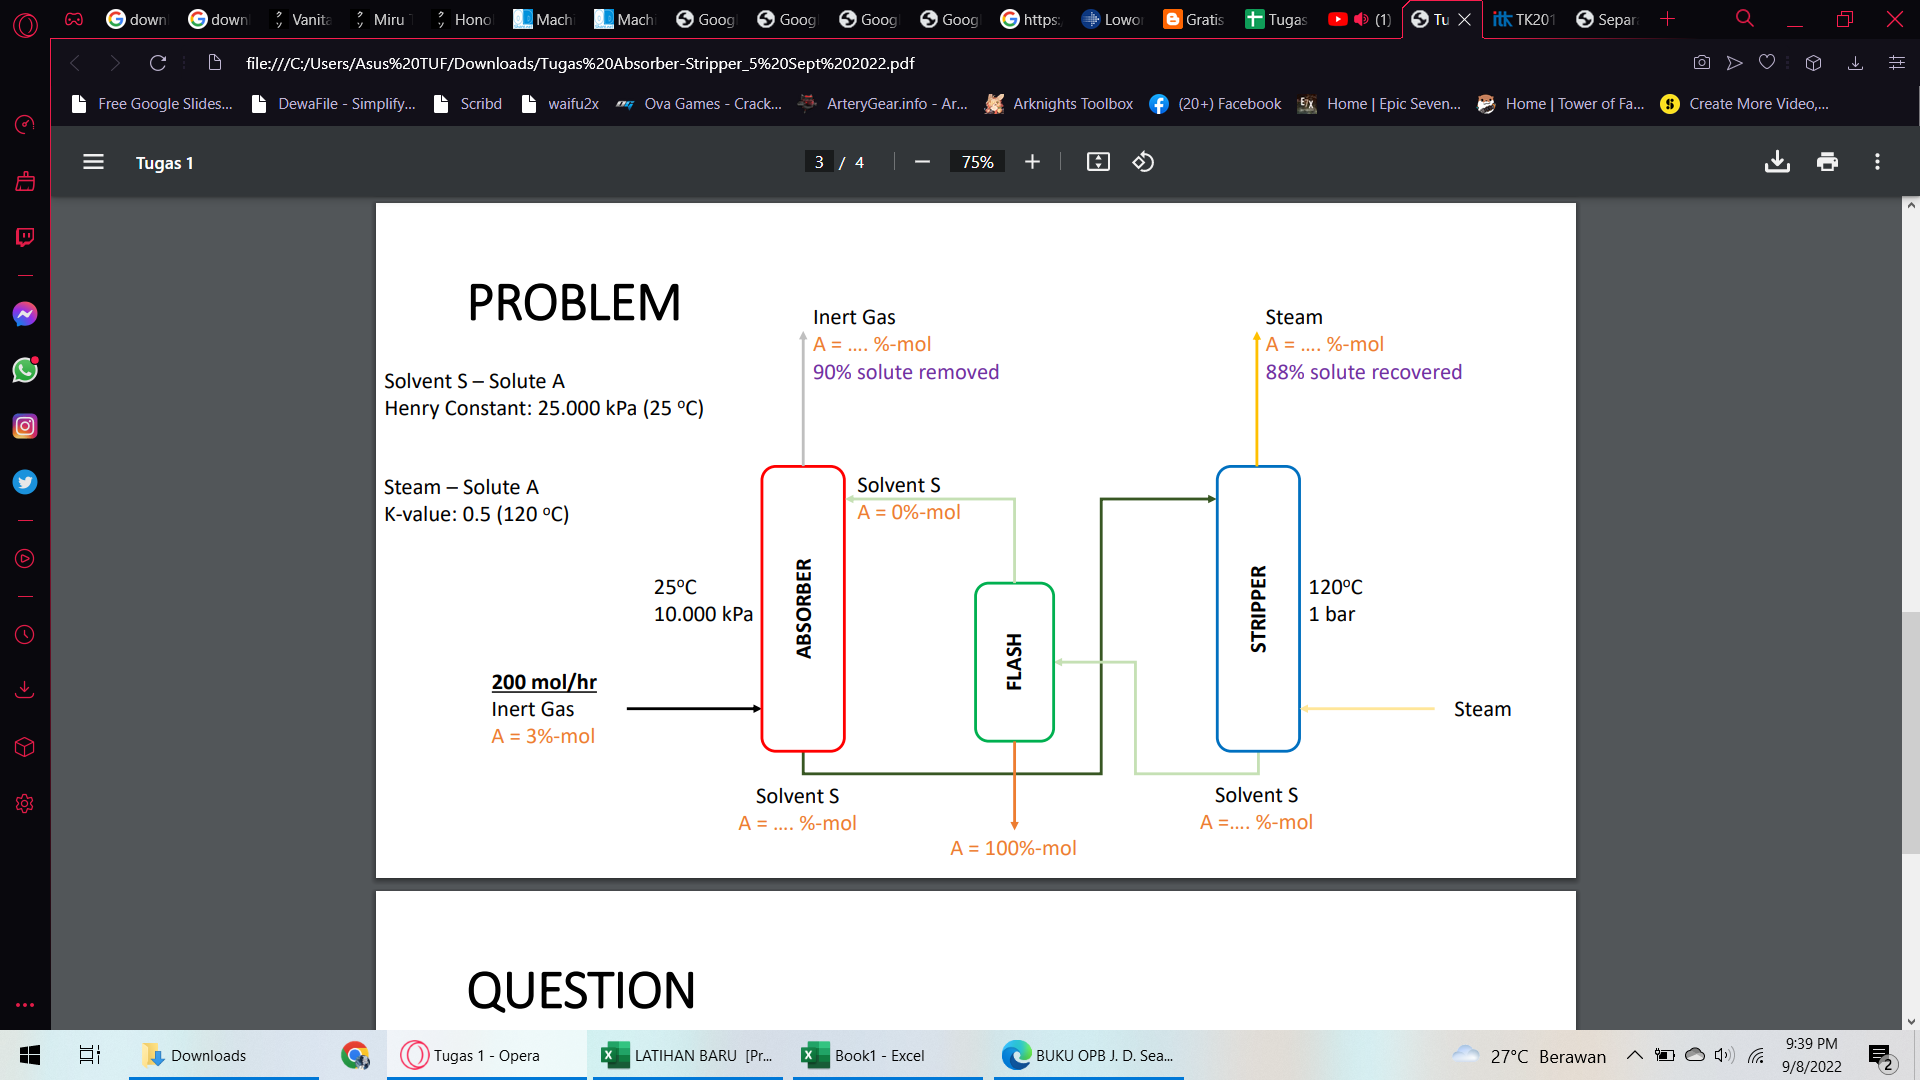 down
down
Vanita
Miru
Hono
Machi
Machi
Goog
Goog
Goog
Goog
https:
Lowo
Gratis
Tugas
(1)
Tu
TK201
Separ
file:///C:/Users/Asus%20TUF/Downloads/Tugas%20Absorber-Stripper_5%20Sept%202022.pdf
Free Google Slides...
DewaFile - Simplify...
Scribd
waifu2x
Ova Games - Crack...
ArteryGear.info - Ar...
Arknights Toolbox
(20+) Facebook
Home | Epic Seven...
Home | Tower of Fa...
Create More Video,...
Tugas 1
3 / 4
75%
PROBLEM
Solvent S – Solute A
Henry Constant: 25.000 kPa (25 °C)
Steam – Solute A
K-value: 0.5 (120 °C)
Inert Gas
A = .... %-mol
90% solute removed
Steam
A = .... %-mol
88% solute recovered
Solvent S
A = 0%-mol
25°C
10.000 kPa
ABSORBER
FLASH
STRIPPER
120°C
1 bar
200 mol/hr
Inert Gas
A = 3%-mol
Steam
Solvent S
A = .... %-mol
A = 100%-mol
Solvent S
A =.... %-mol
QUESTION
Downloads
Tugas 1 - Opera
LATIHAN BARU [Pr...
Book1 - Excel
BUKU OPB J. D. Sea...
27°C Berawan
9:39 PM
9/8/2022
2